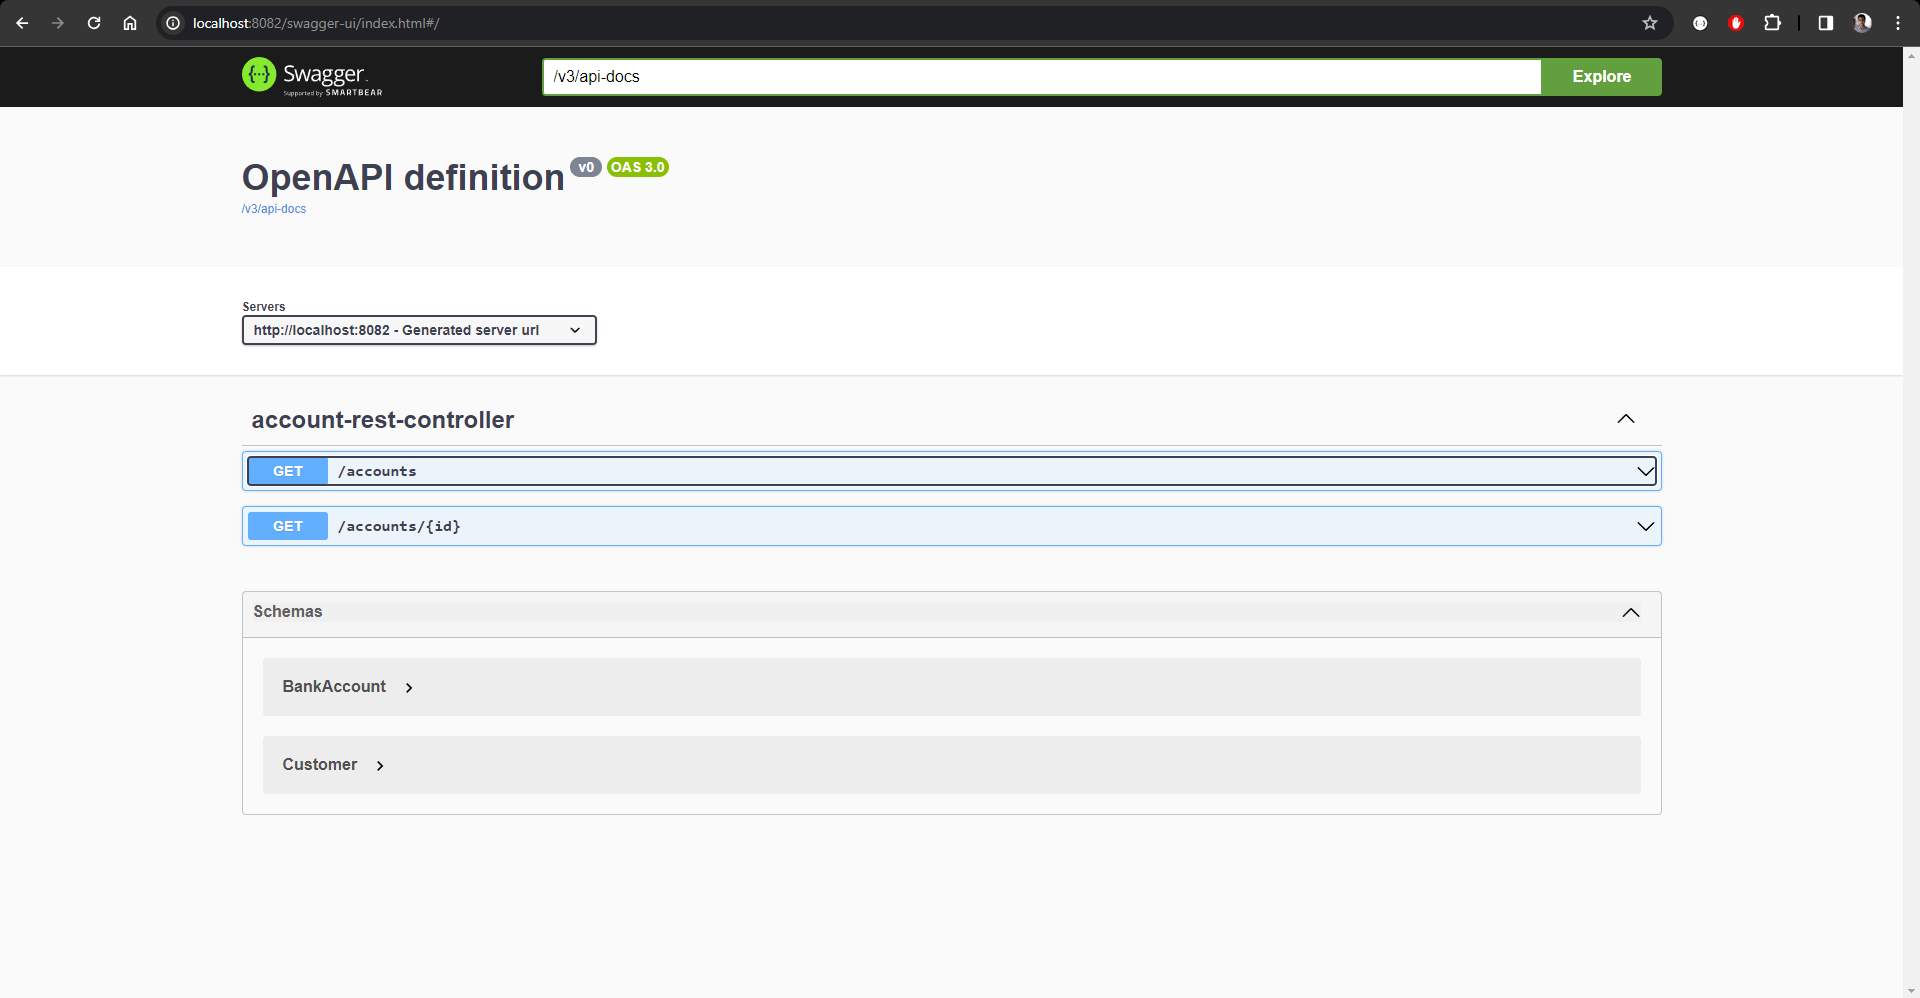 localhost:8082/swagger-ui/index.html#/
Swagger
Supported by SMARTBEAR
/v3/api-docs
Explore
OpenAPI definition v0 OAS 3.0
/v3/api-docs
Servers
http://localhost:8082 - Generated server url
account-rest-controller
GET /accounts
GET /accounts/{id}
Schemas
BankAccount
Customer